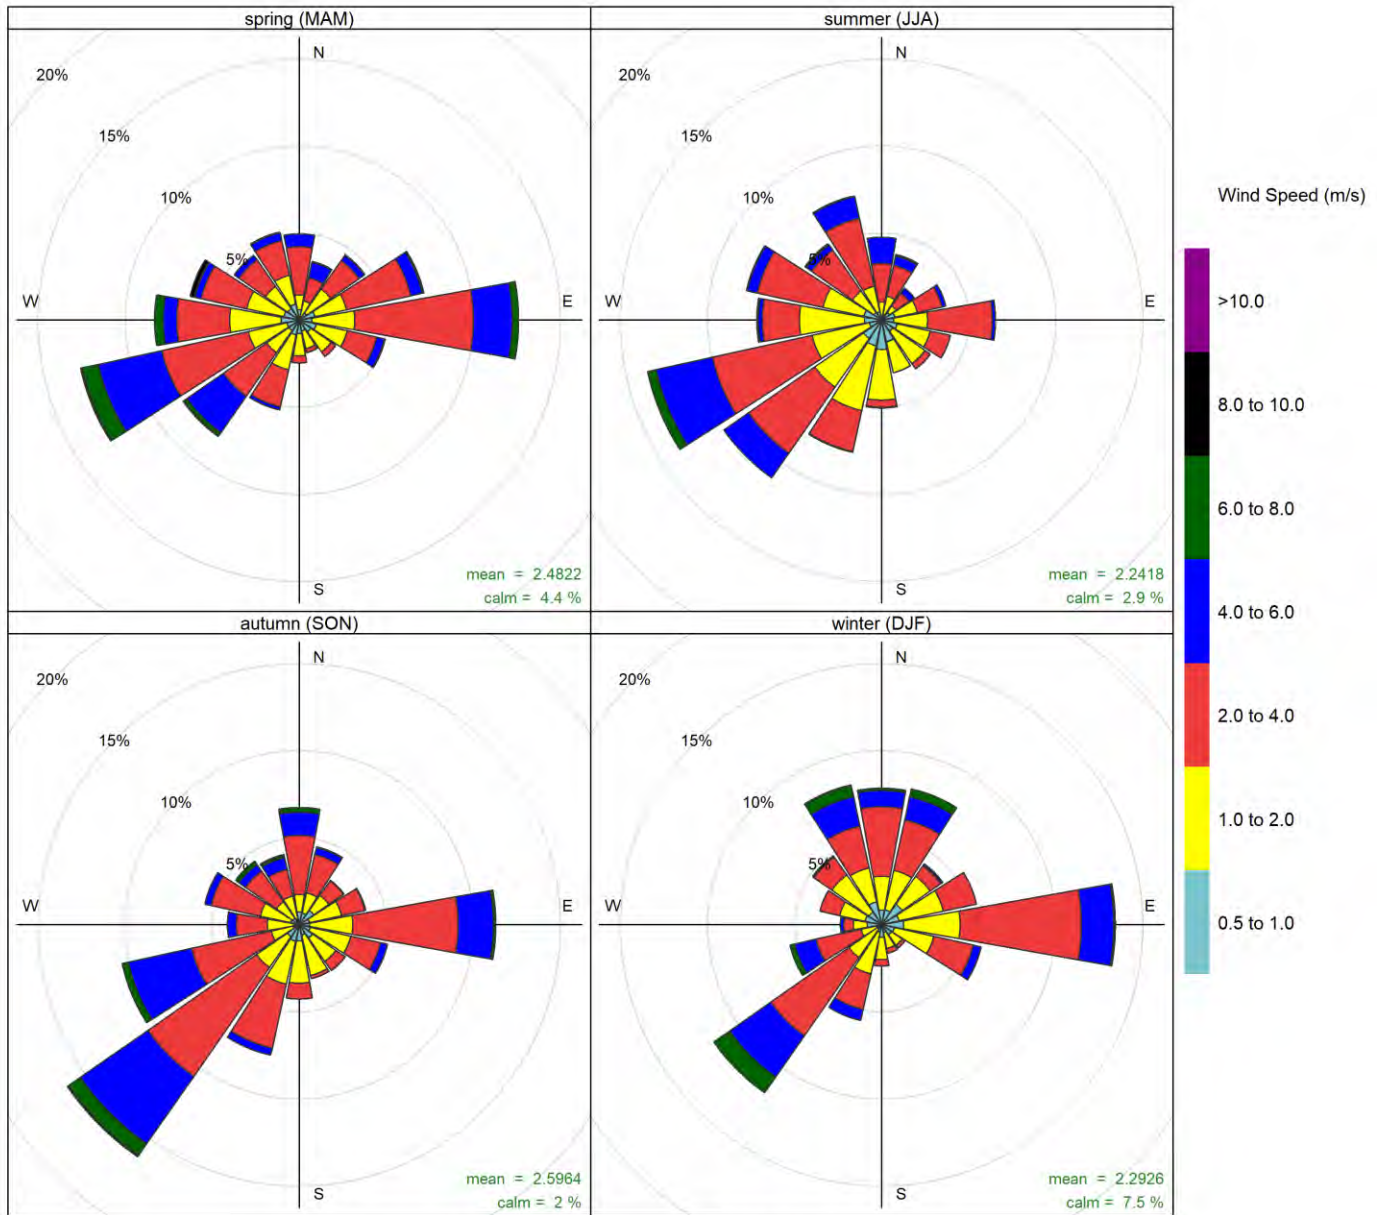 spring (MAM)
N
20%
15%
10%
5%
W
E
S
mean = 2.4822
calm = 4.4 %
summer (JJA)
N
20%
15%
10%
5%
W
E
S
mean = 2.2418
calm = 2.9 %
autumn (SON)
N
20%
15%
10%
5%
W
E
S
mean = 2.5964
calm = 2 %
winter (DJF)
N
20%
15%
10%
5%
W
E
S
mean = 2.2926
calm = 7.5 %
Wind Speed (m/s)
>10.0
8.0 to 10.0
6.0 to 8.0
4.0 to 6.0
2.0 to 4.0
1.0 to 2.0
0.5 to 1.0